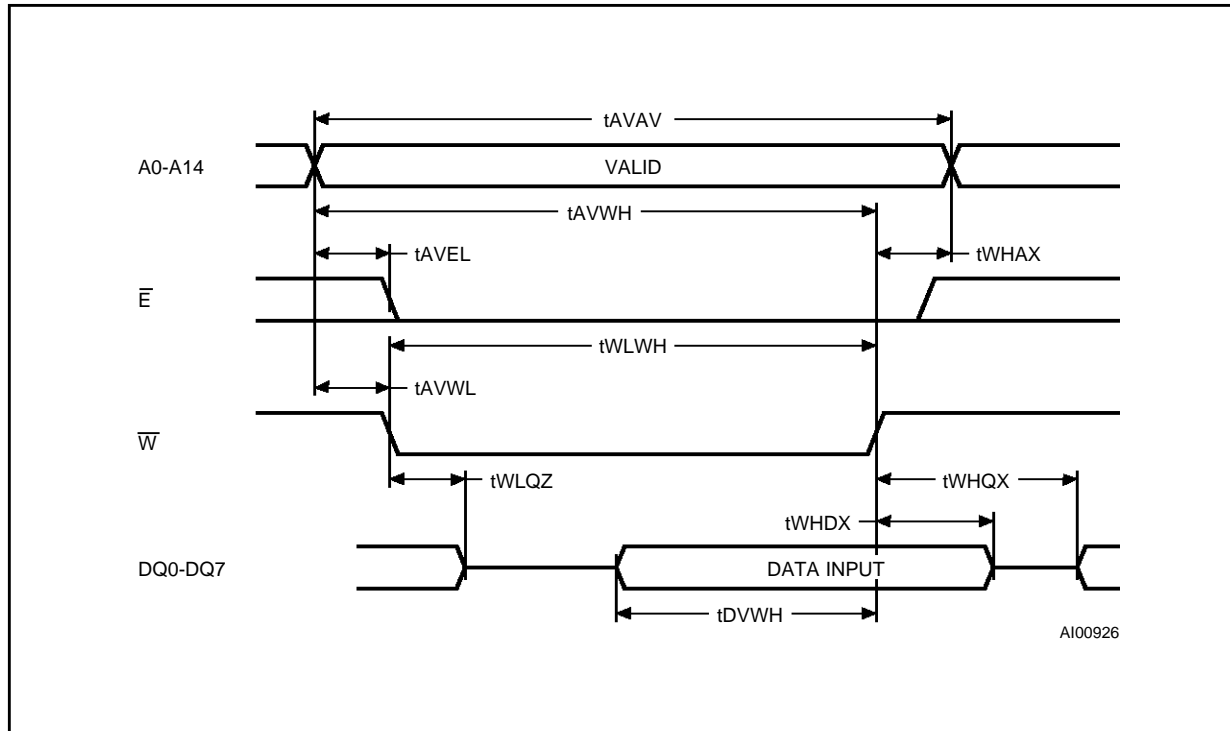 tAVAV
A0-A14
VALID
tAVWH
tAVEL
tWHAX
E̅
tWLWH
tAVWL
W̅
tWLQZ
tWHQX
tWHDX
DQ0-DQ7
DATA INPUT
tDVWH
AI00926